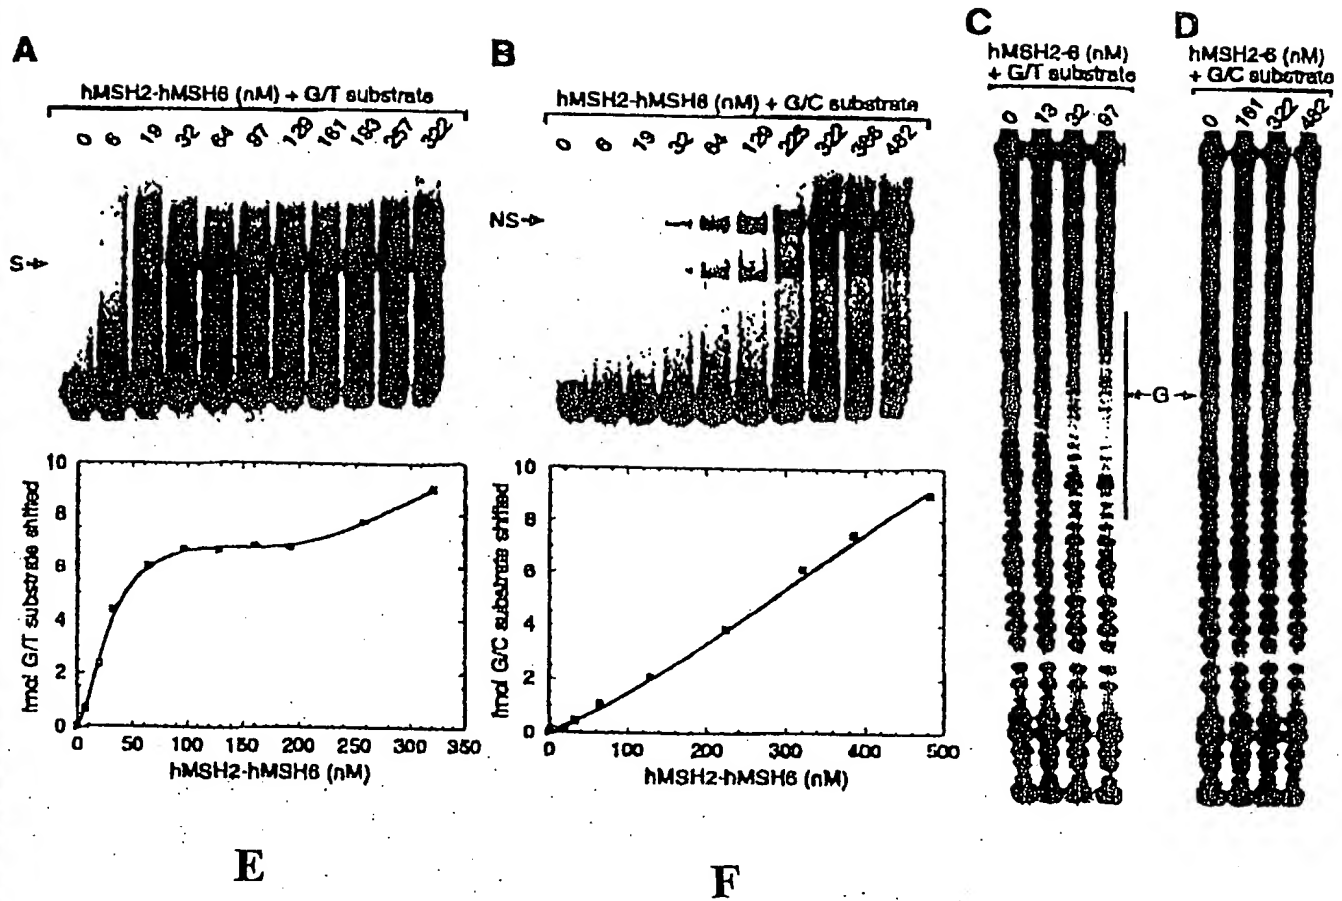 A
hMSH2-hMSH6 (nM) + G/T substrate
0 6 19 32 64 97 129 161 193 257 322
S
B
hMSH2-hMSH6 (nM) + G/C substrate
0 6 19 32 64 129 225 322 386 482
NS
C
hMSH2-6 (nM)
+ G/T substrate
0 13 32 97
G
D
hMSH2-6 (nM)
+ G/C substrate
0 161 322 482
fmol G/T substrate shifted
10
8
6
4
2
0
0 50 100 150 200 250 300 350
hMSH2-hMSH6 (nM)
E
fmol G/C substrate shifted
10
8
6
4
2
0
0 100 200 300 400 500
hMSH2-hMSH6 (nM)
F